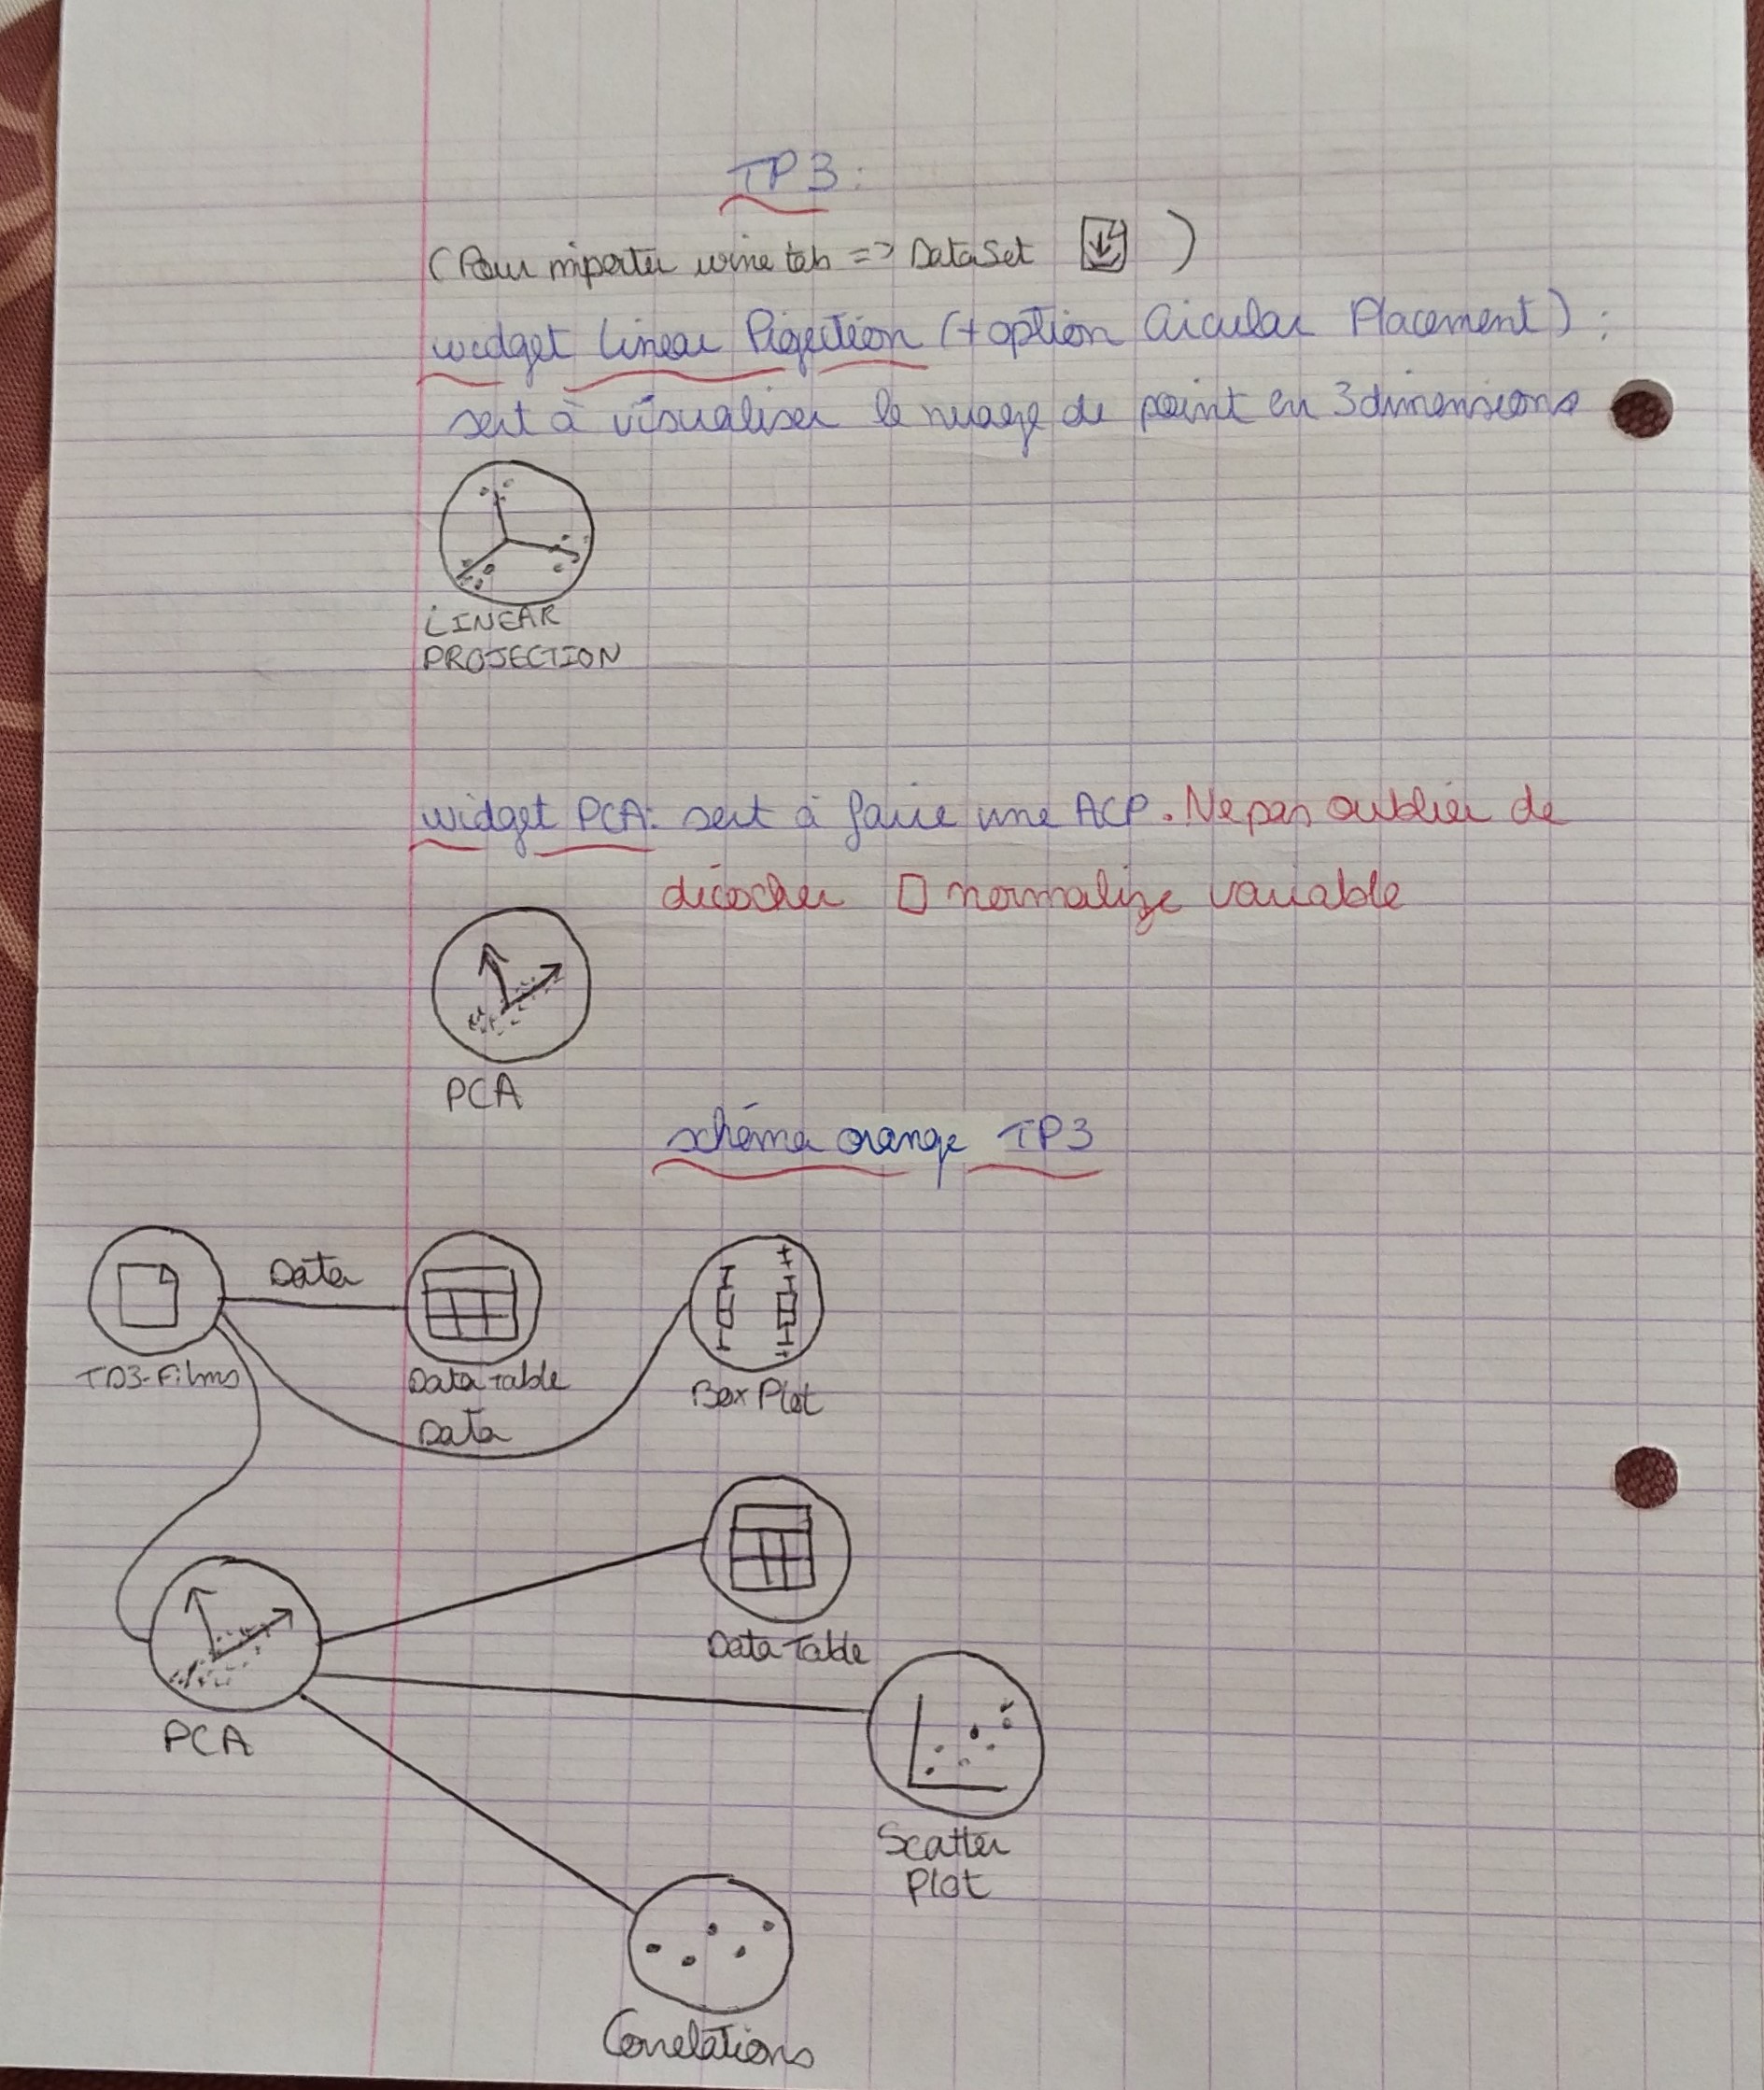 TP3:
(Pour importer wine tab => DataSet )
widget Linear Projection (+ option Circular Placement) :
sert à visualiser le nuage de point en 3 dimensions
LINEAR
PROJECTION
widget PCA: sert à faire une ACP. Ne pas oublier de
décocher □ normalize variable
PCA
schéma orange TP3
Data
TD3-Films
Data Table
Box Plot
Data
Data Table
PCA
Scatter
Plot
Correlations